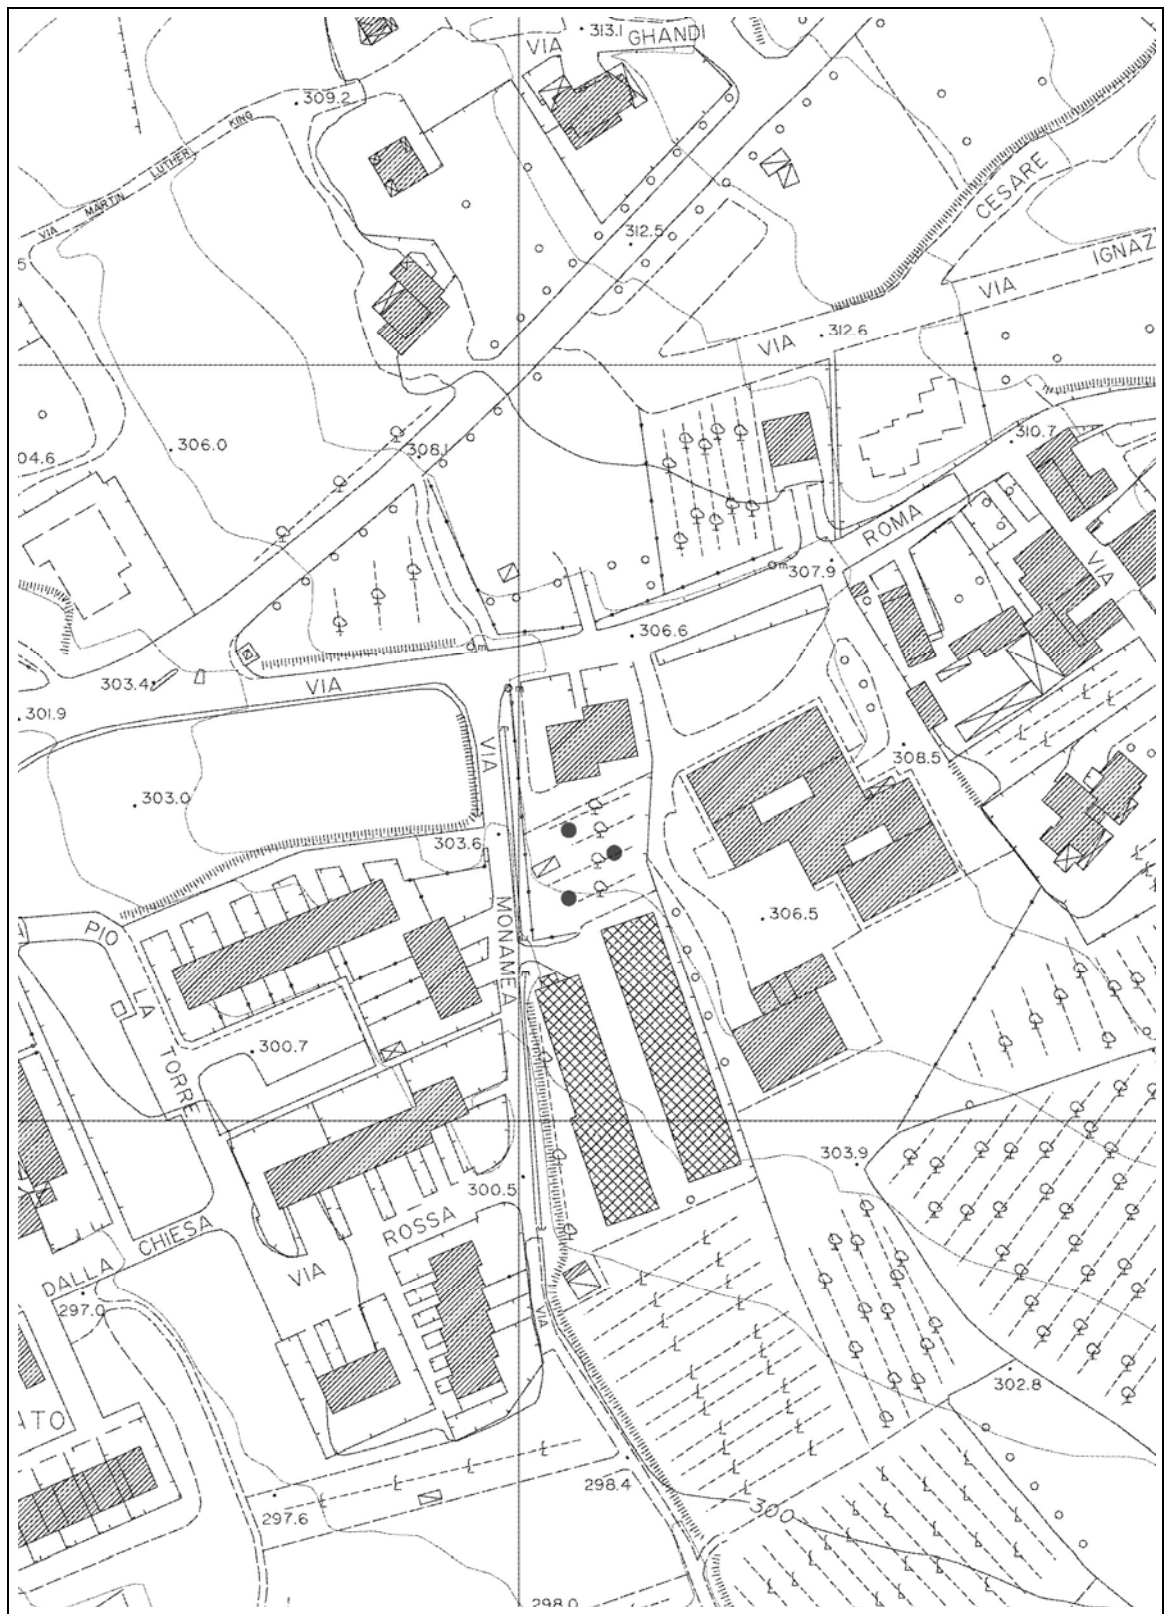 313.1
VIA GHANDI
309.2
VIA MARTIN LUTHER KING
CESARE
312.5
VIA IGNAZ
VIA
312.6
5
306.0
308.1
310.7
04.6
ROMA
307.9
VIA
306.6
303.4
VIA
301.9
VIA
308.5
303.0
303.6
MONAMEA
306.5
PIO
LA
TORRE
300.7
303.9
300.5
CHIESA
ROSSA
DALLA
VIA
297.0
VIA
302.8
ATO
298.4
300
297.6
298.0